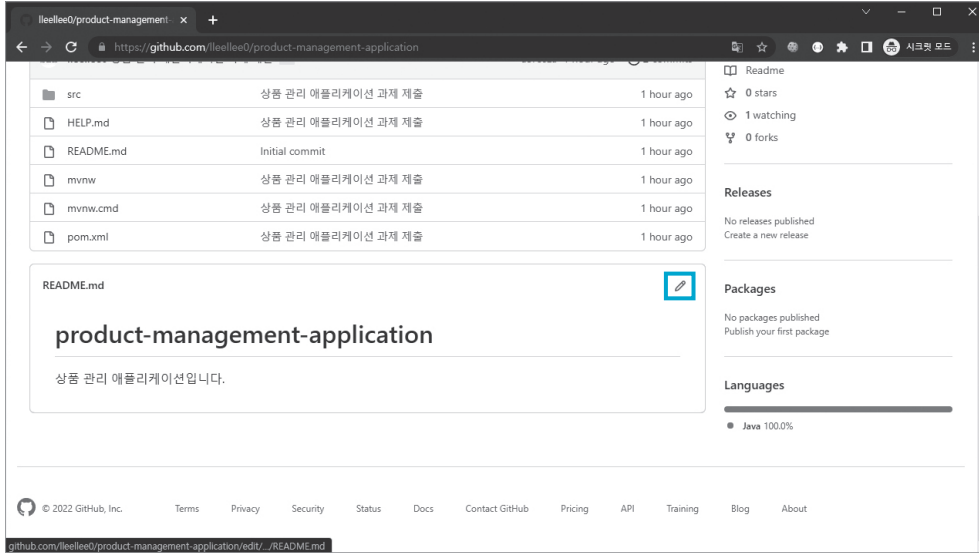 lleellee0/product-management-
https://github.com/lleellee0/product-management-application
시크릿 모드
src 상품 관리 애플리케이션 과제 제출 1 hour ago
HELP.md 상품 관리 애플리케이션 과제 제출 1 hour ago
README.md Initial commit 1 hour ago
mvnw 상품 관리 애플리케이션 과제 제출 1 hour ago
mvnw.cmd 상품 관리 애플리케이션 과제 제출 1 hour ago
pom.xml 상품 관리 애플리케이션 과제 제출 1 hour ago
README.md
product-management-application
상품 관리 애플리케이션입니다.
Readme
0 stars
1 watching
0 forks
Releases
No releases published
Create a new release
Packages
No packages published
Publish your first package
Languages
Java 100.0%
© 2022 GitHub, Inc. Terms Privacy Security Status Docs Contact GitHub Pricing API Training Blog About
github.com/lleellee0/product-management-application/edit/.../README.md